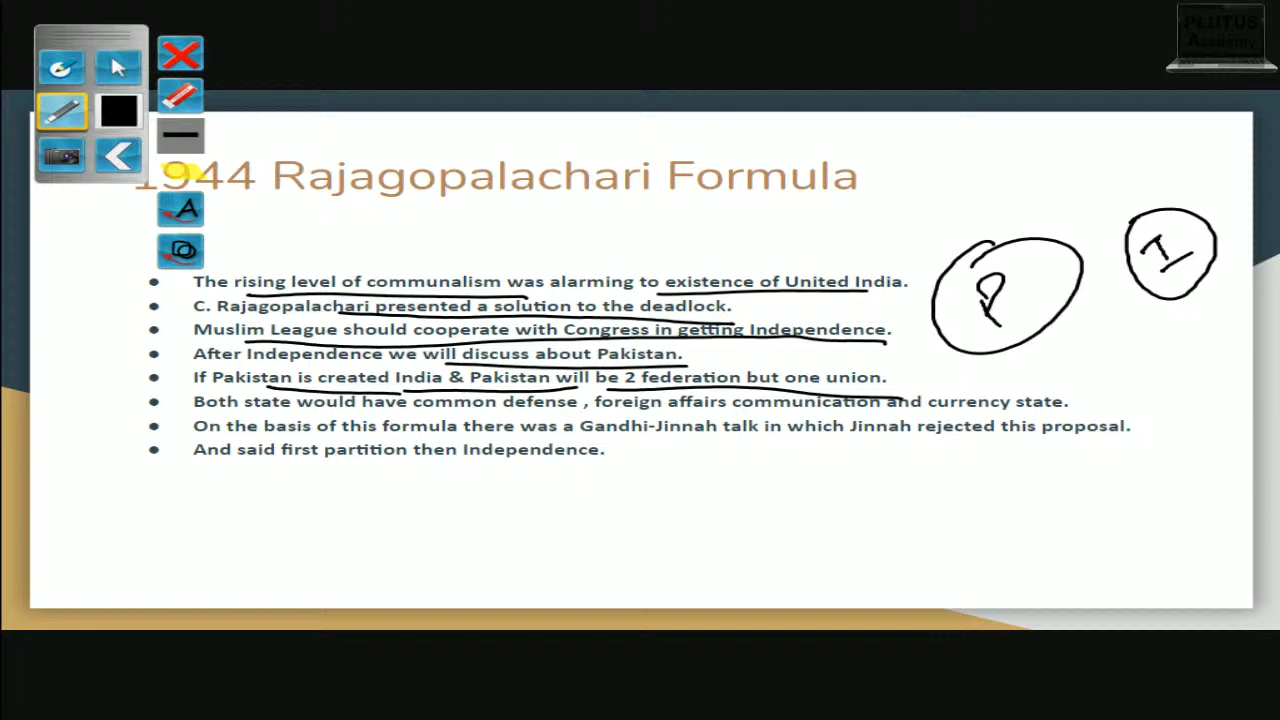 PLUTUS
Academy
1944 Rajagopalachari Formula
The rising level of communalism was alarming to existence of United India.
C. Rajagopalachari presented a solution to the deadlock.
Muslim League should cooperate with Congress in getting Independence.
After Independence we will discuss about Pakistan.
If Pakistan is created India & Pakistan will be 2 federation but one union.
Both state would have common defense , foreign affairs communication and currency state.
On the basis of this formula there was a Gandhi-Jinnah talk in which Jinnah rejected this proposal.
And said first partition then Independence.
P
I
A